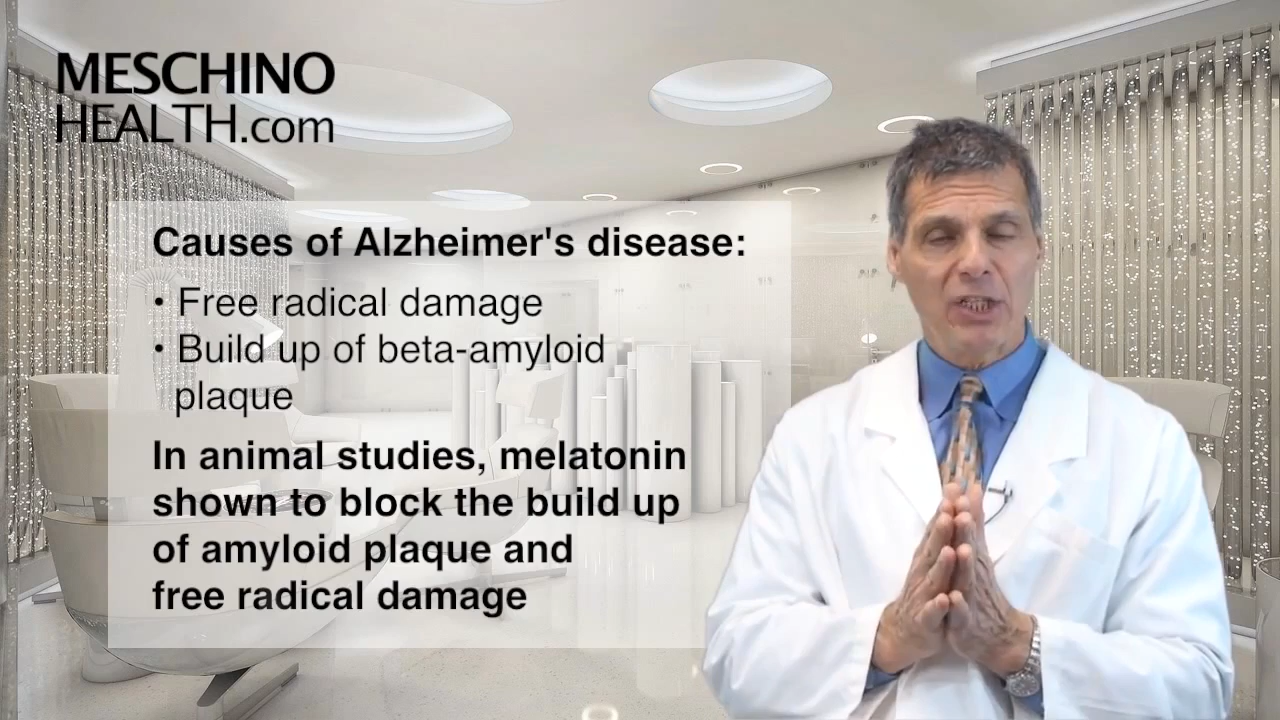 MESCHINO
HEALTH.com
Causes of Alzheimer's disease:
• Free radical damage
• Build up of beta-amyloid
plaque
In animal studies, melatonin
shown to block the build up
of amyloid plaque and
free radical damage